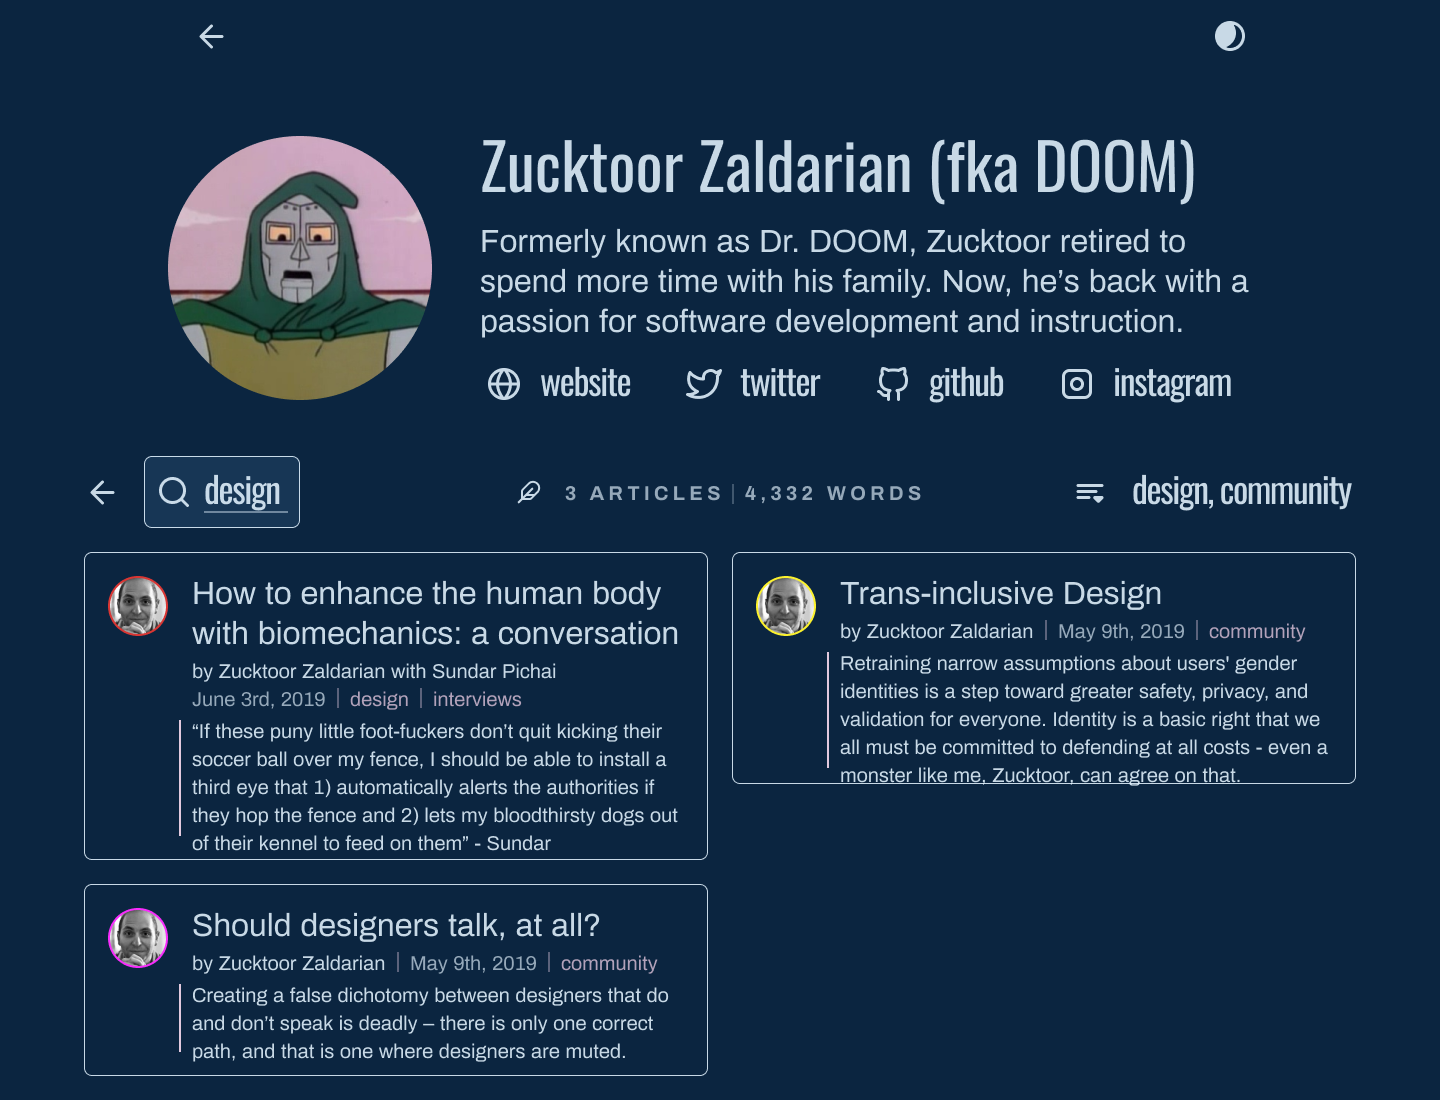 Zucktoor Zaldarian (fka DOOM)
Formerly known as Dr. DOOM, Zucktoor retired to
spend more time with his family. Now, he’s back with a
passion for software development and instruction.
website twitter github instagram
design 3 ARTICLES | 4,332 WORDS design, community
How to enhance the human body
with biomechanics: a conversation
by Zucktoor Zaldarian with Sundar Pichai
June 3rd, 2019 | design | interviews
“If these puny little foot-fuckers don’t quit kicking their
soccer ball over my fence, I should be able to install a
third eye that 1) automatically alerts the authorities if
they hop the fence and 2) lets my bloodthirsty dogs out
of their kennel to feed on them” - Sundar
Trans-inclusive Design
by Zucktoor Zaldarian | May 9th, 2019 | community
Retraining narrow assumptions about users' gender
identities is a step toward greater safety, privacy, and
validation for everyone. Identity is a basic right that we
all must be committed to defending at all costs - even a
monster like me, Zucktoor, can agree on that.
Should designers talk, at all?
by Zucktoor Zaldarian | May 9th, 2019 | community
Creating a false dichotomy between designers that do
and don’t speak is deadly – there is only one correct
path, and that is one where designers are muted.